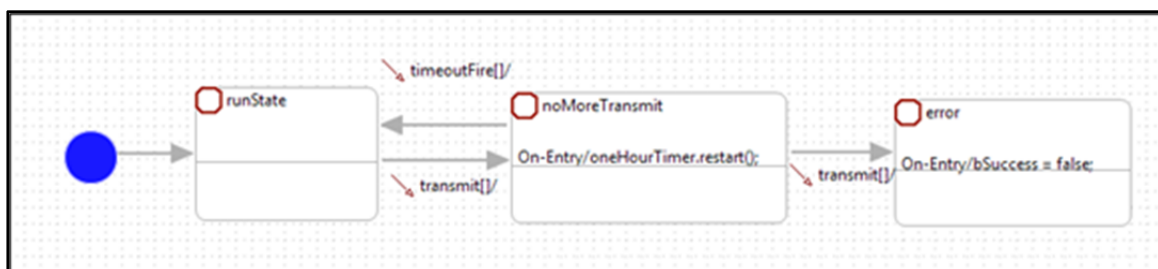 timeoutFire[]/
runState
noMoreTransmit
error
On-Entry/oneHourTimer.restart();
On-Entry/bSuccess = false;
transmit[]/
transmit[]/